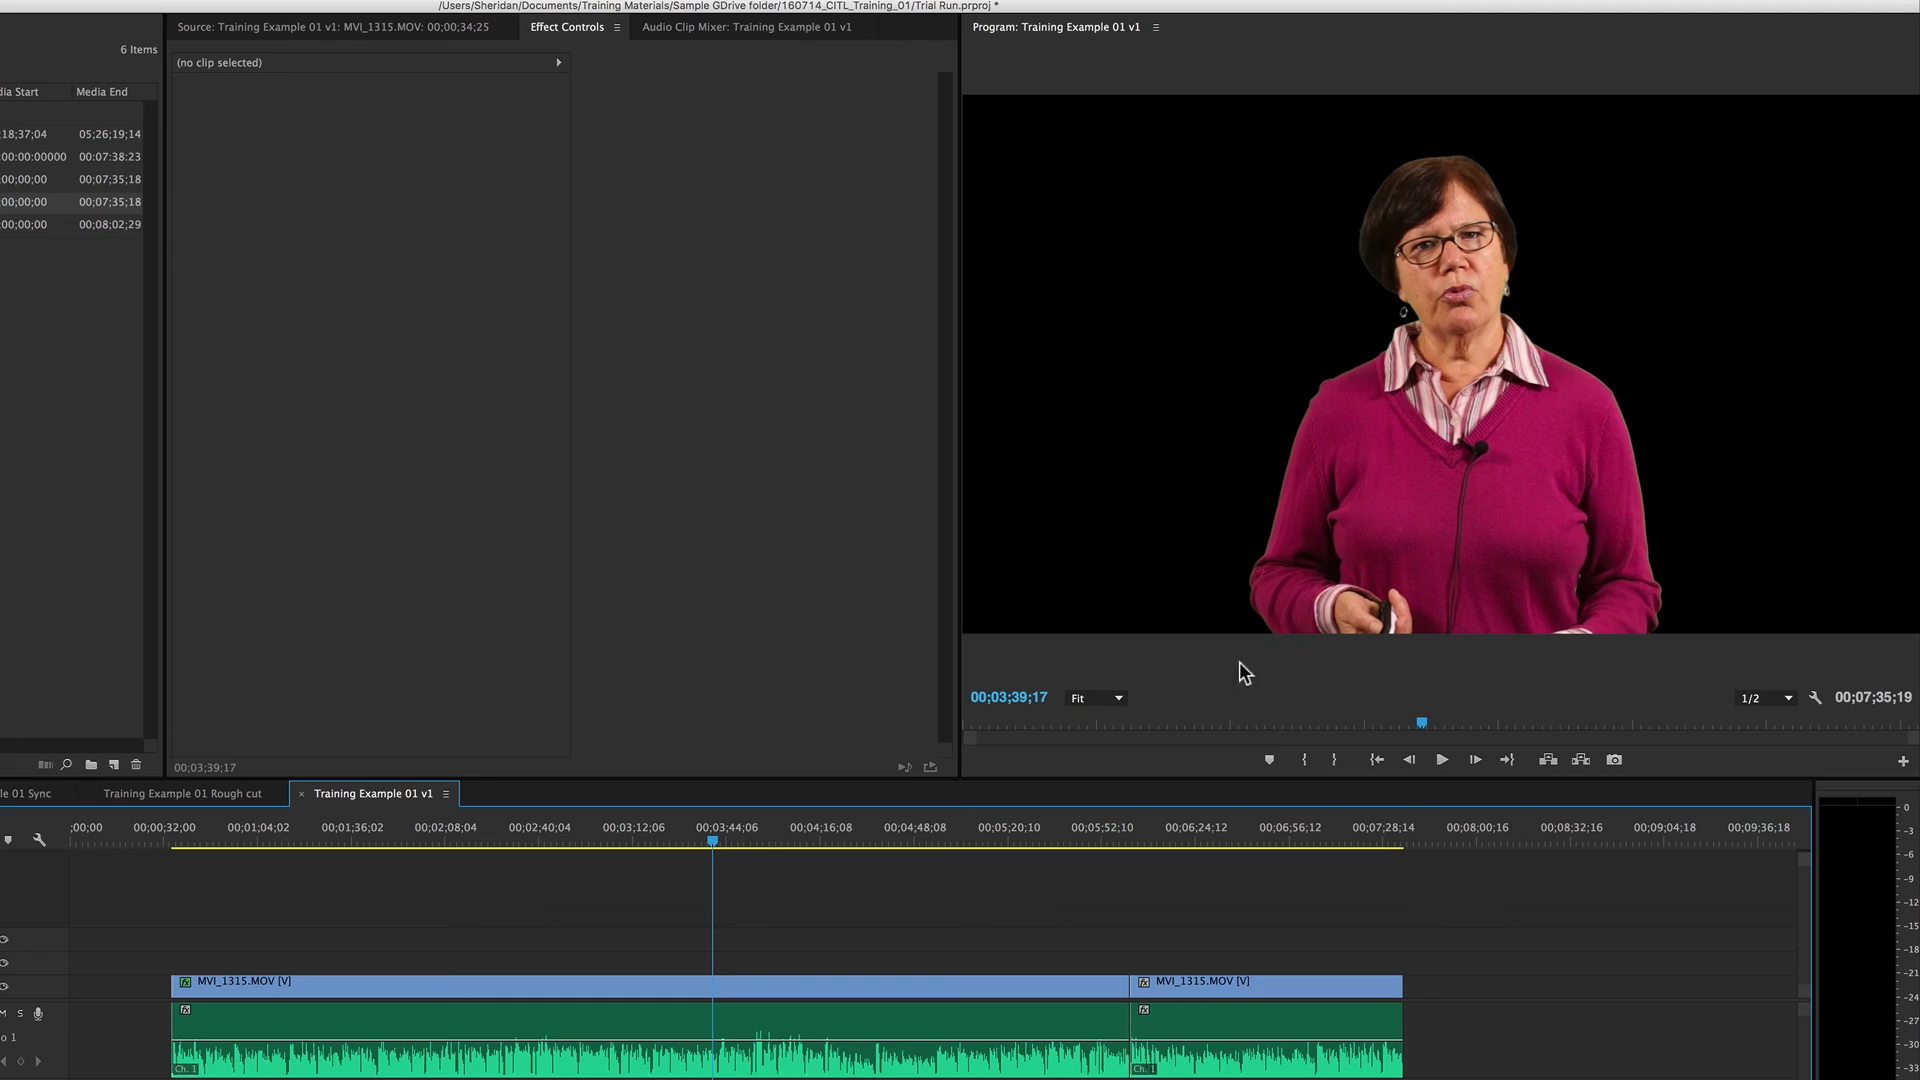 /Users/Sheridan/Documents/Training Materials/Sample GDrive folder/160714_CITL_Training_01/Trial Run.prproj *
Source: Training Example 01 v1: MVI_1315.MOV: 00;00;34;25
Effect Controls
Audio Clip Mixer: Training Example 01 v1
Program: Training Example 01 v1
6 Items
(no clip selected)
dia Start
Media End
;18;37;04
05;26;19;14
:00:00:00000
00:07:38:23
;00;00;00
00;07;35;18
;00;00;00
00;07;35;18
;00;00;00
00;08;02;29
00;03;39;17
Fit
1/2
00;07;35;19
00;03;39;17
le 01 Sync
Training Example 01 Rough cut
× Training Example 01 v1
;00;00
00;00;32;00
00;01;04;02
00;01;36;02
00;02;08;04
00;02;40;04
00;03;12;06
00;03;44;06
00;04;16;08
00;04;48;08
00;05;20;10
00;05;52;10
00;06;24;12
00;06;56;12
00;07;28;14
00;08;00;16
00;08;32;16
00;09;04;18
00;09;36;18
0
-3
-6
-9
-12
-15
-18
-21
-24
-27
-30
-33
fx MVI_1315.MOV [V]
fx MVI_1315.MOV [V]
M S
fx
fx
o 1
Ch. 1
Ch. 1